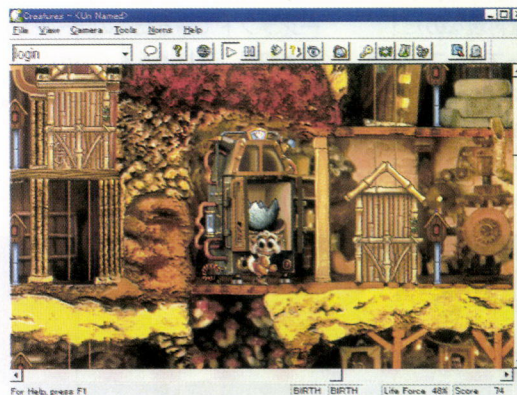 Creatures - <Un Named>
File View Camera Tools Norns Help
login
For Help, press F1
BIRTH
BIRTH
Life Force 48%
Score 74